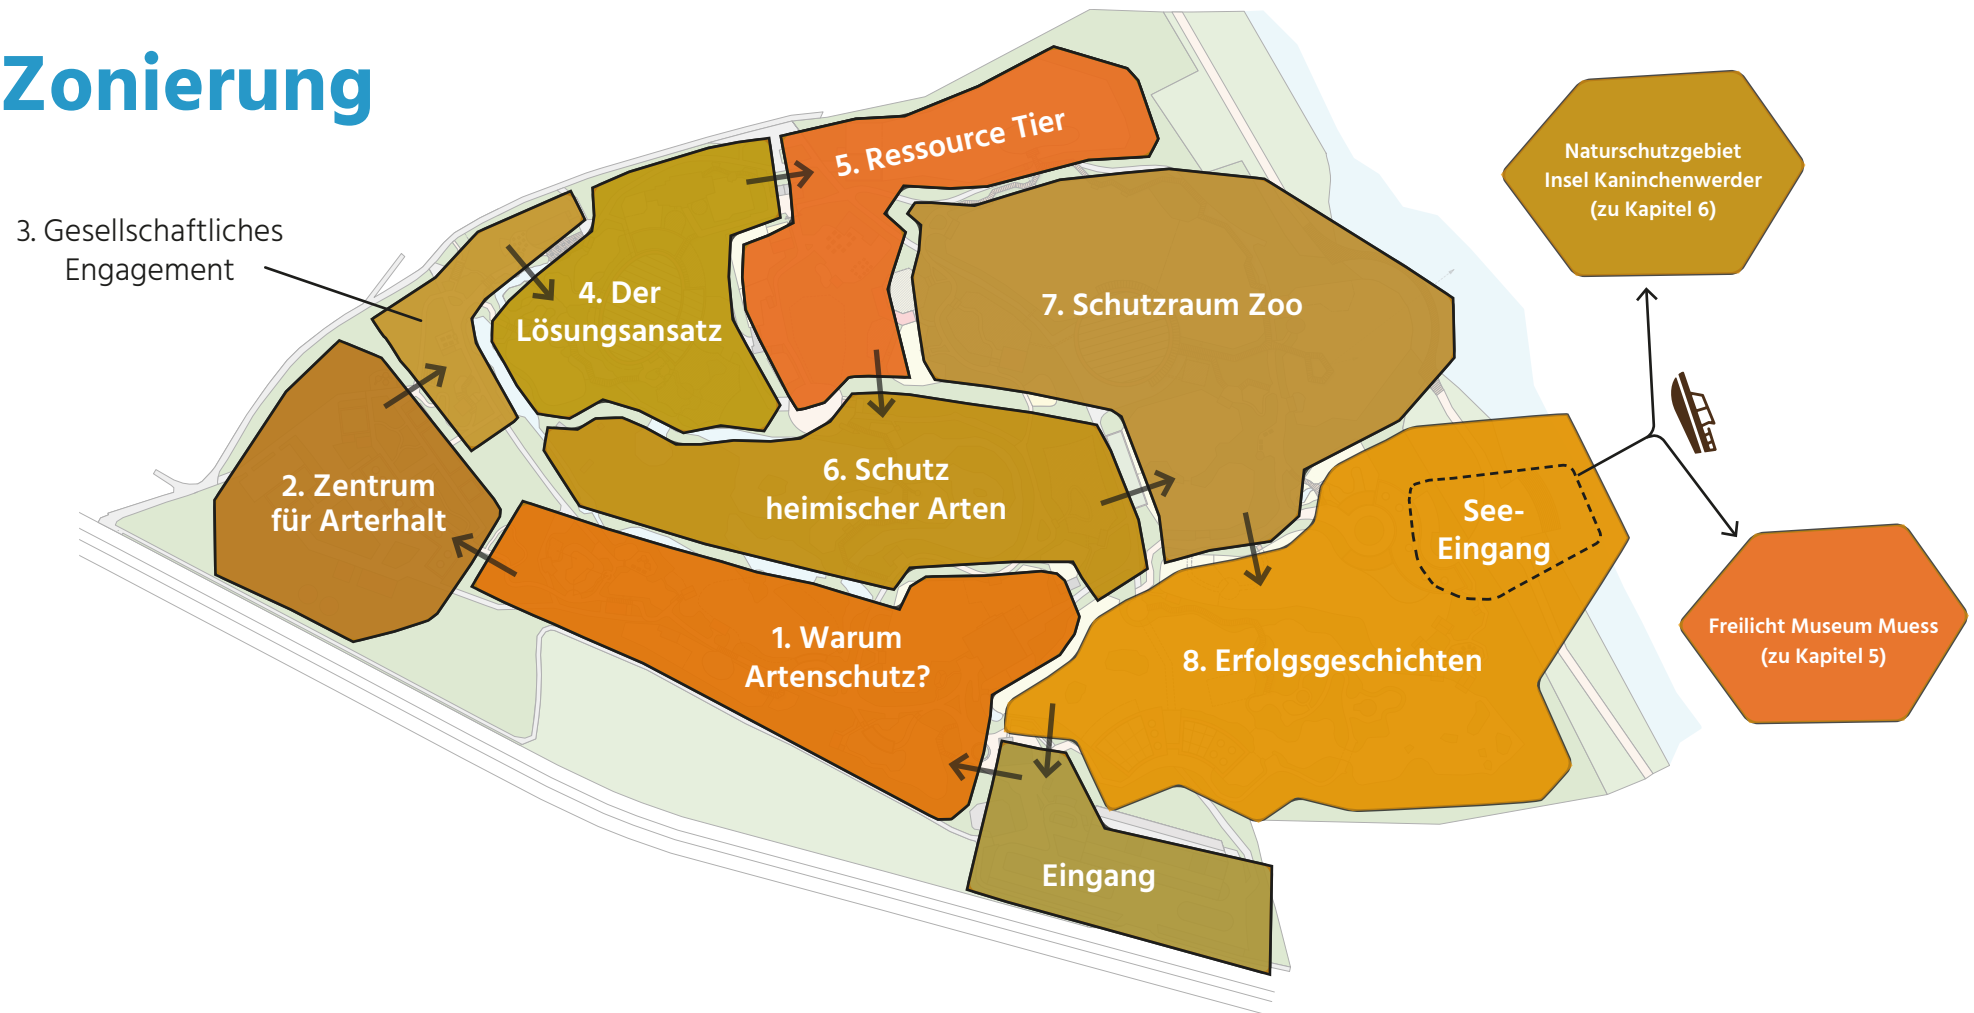 Zonierung
3. Gesellschaftliches
Engagement
5. Ressource Tier
4. Der
Lösungsansatz
7. Schutzraum Zoo
2. Zentrum
für Arterhalt
6. Schutz
heimischer Arten
1. Warum
Artenschutz?
8. Erfolgsgeschichten
See-
Eingang
Eingang
Naturschutzgebiet
Insel Kaninchenwerder
(zu Kapitel 6)
Freilicht Museum Muess
(zu Kapitel 5)